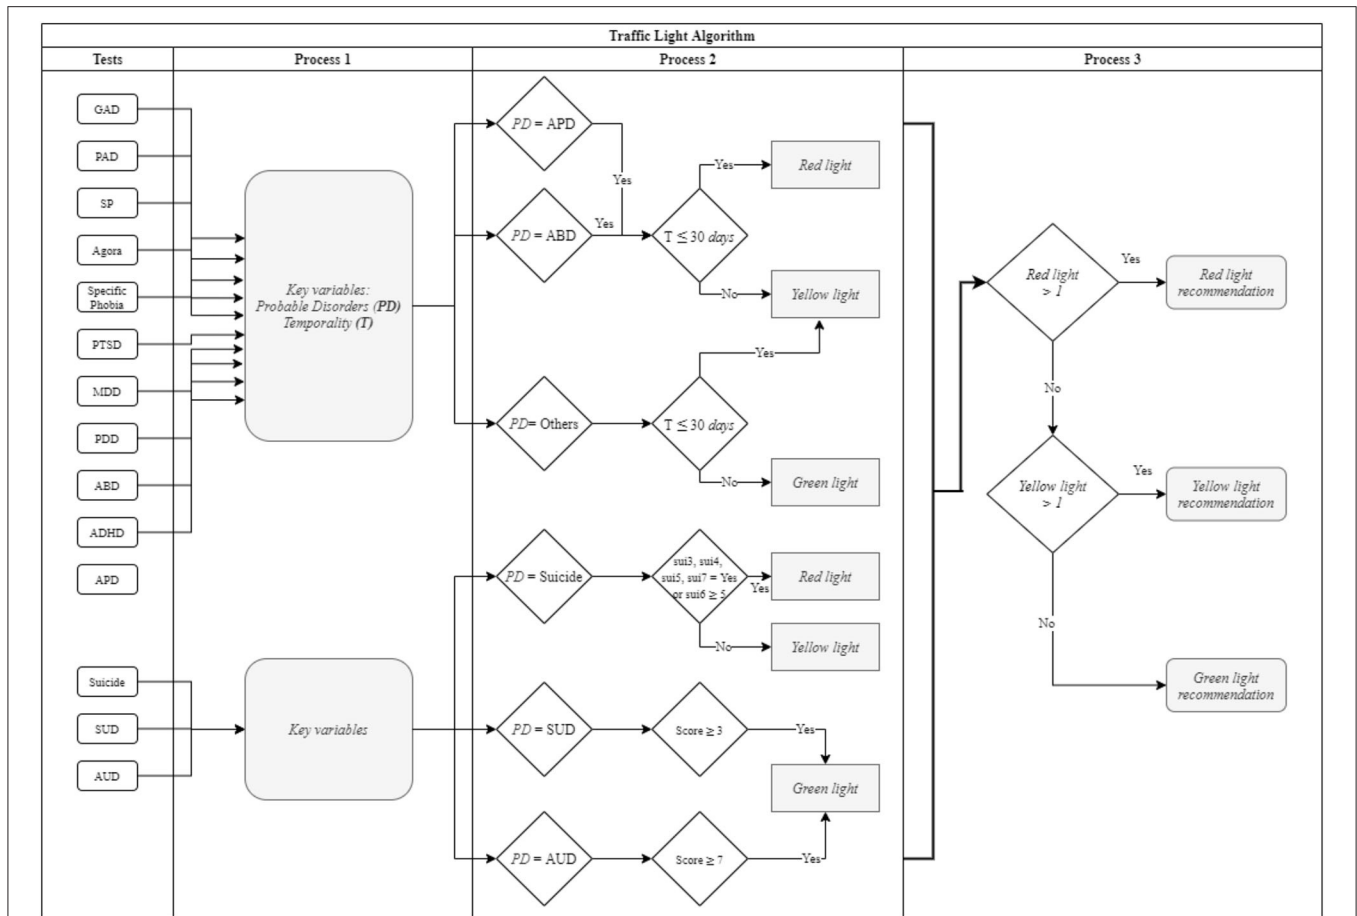 Traffic Light Algorithm
Tests
Process 1
Process 2
Process 3
GAD
PAD
SP
Agora
Specific
Phobia
PTSD
MDD
PDD
ABD
ADHD
APD
Suicide
SUD
AUD
Key variables:
Probable Disorders (PD)
Temporality (T)
Key variables
PD = APD
Yes
PD = ABD
Yes
T ≤ 30 days
Yes
Red light
No
Yellow light
PD= Others
T ≤ 30 days
Yes
No
Green light
PD = Suicide
sui3, sui4,
sui5, sui7 = Yes
or sui6 ≥ 5
Yes
Red light
No
Yellow light
PD = SUD
Score ≥ 3
Yes
Green light
PD = AUD
Score ≥ 7
Yes
Red light
> 1
Yes
Red light
recommendation
No
Yellow light
> 1
Yes
Yellow light
recommendation
No
Green light
recommendation